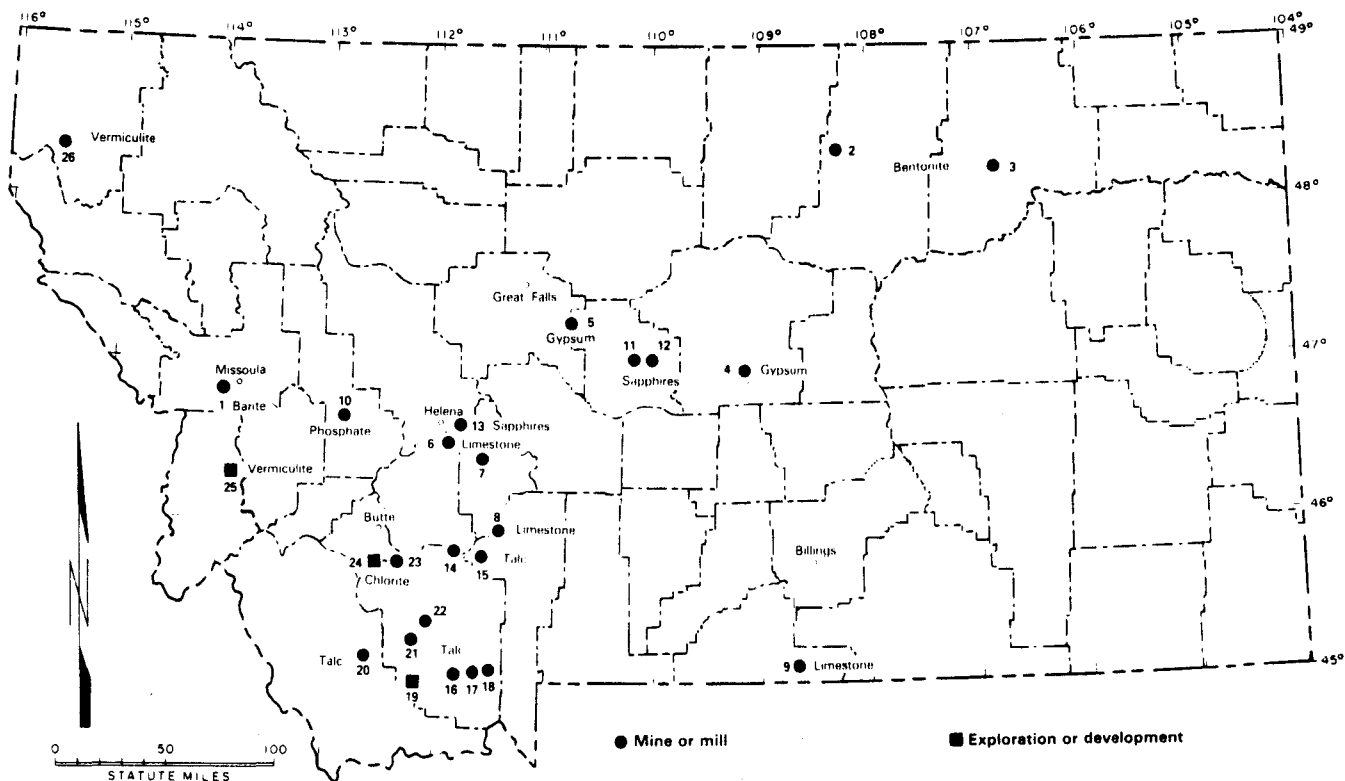 116° 115° 114° 113° 112° 111° 110° 109° 108° 107° 106° 105° 104°
49°
26 Vermiculite
2
Bentonite 3
48°
Great Falls
5
Gypsum
11 12
Sapphires
4 Gypsum
47°
Missoula
1 Barite
10
Phosphate
Helena
13 Sapphires
6 Limestone
7
25 Vermiculite
46°
Butte
8 Limestone
24 23
Chlorite
14 15 Talc
Billings
22
21
Talc 20
Talc
16 17 18
19
9 Limestone
45°
Mine or mill
Exploration or development
0 50 100
STATUTE MILES